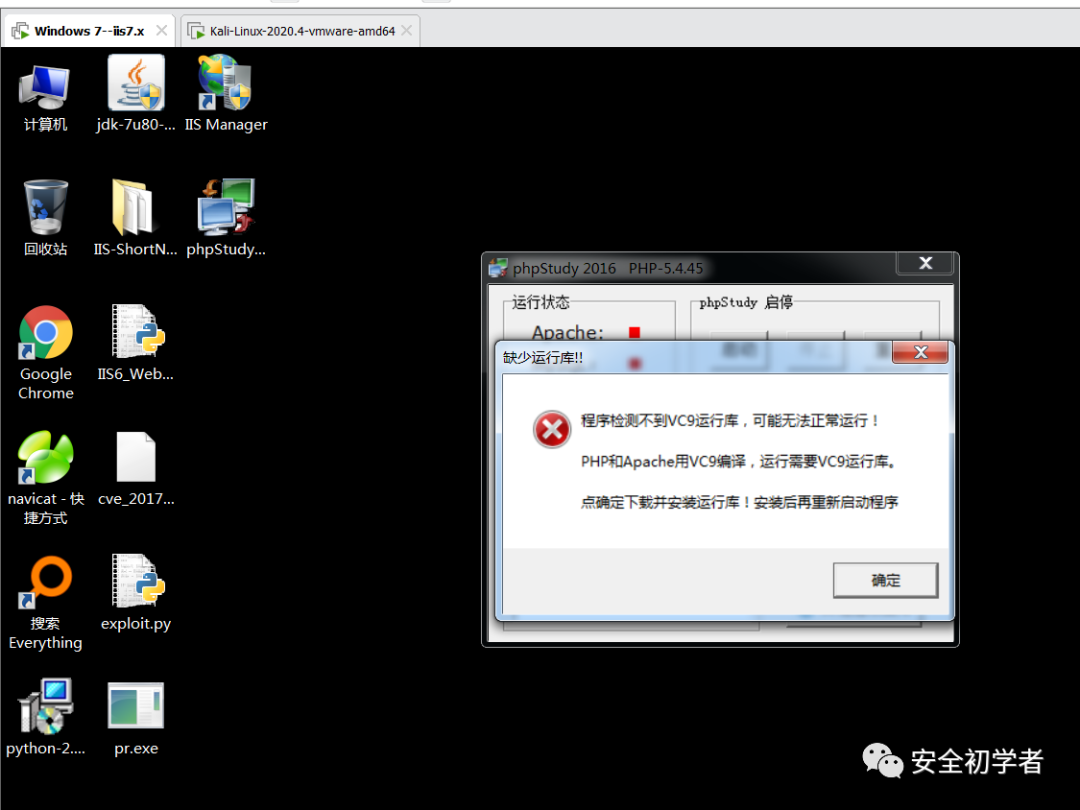 Windows 7--iis7.x
Kali-Linux-2020.4-vmware-amd64
计算机
jdk-7u80-...
IIS Manager
回收站
IIS-ShortN...
phpStudy...
Google
Chrome
IIS6_Web...
navicat - 快
捷方式
cve_2017...
搜索
Everything
exploit.py
python-2....
pr.exe
phpStudy 2016 PHP-5.4.45
运行状态
phpStudy 启停
Apache:
缺少运行库!!
程序检测不到VC9运行库，可能无法正常运行！
PHP和Apache用VC9编译，运行需要VC9运行库。
点确定下载并安装运行库！安装后再重新启动程序
确定
安全初学者